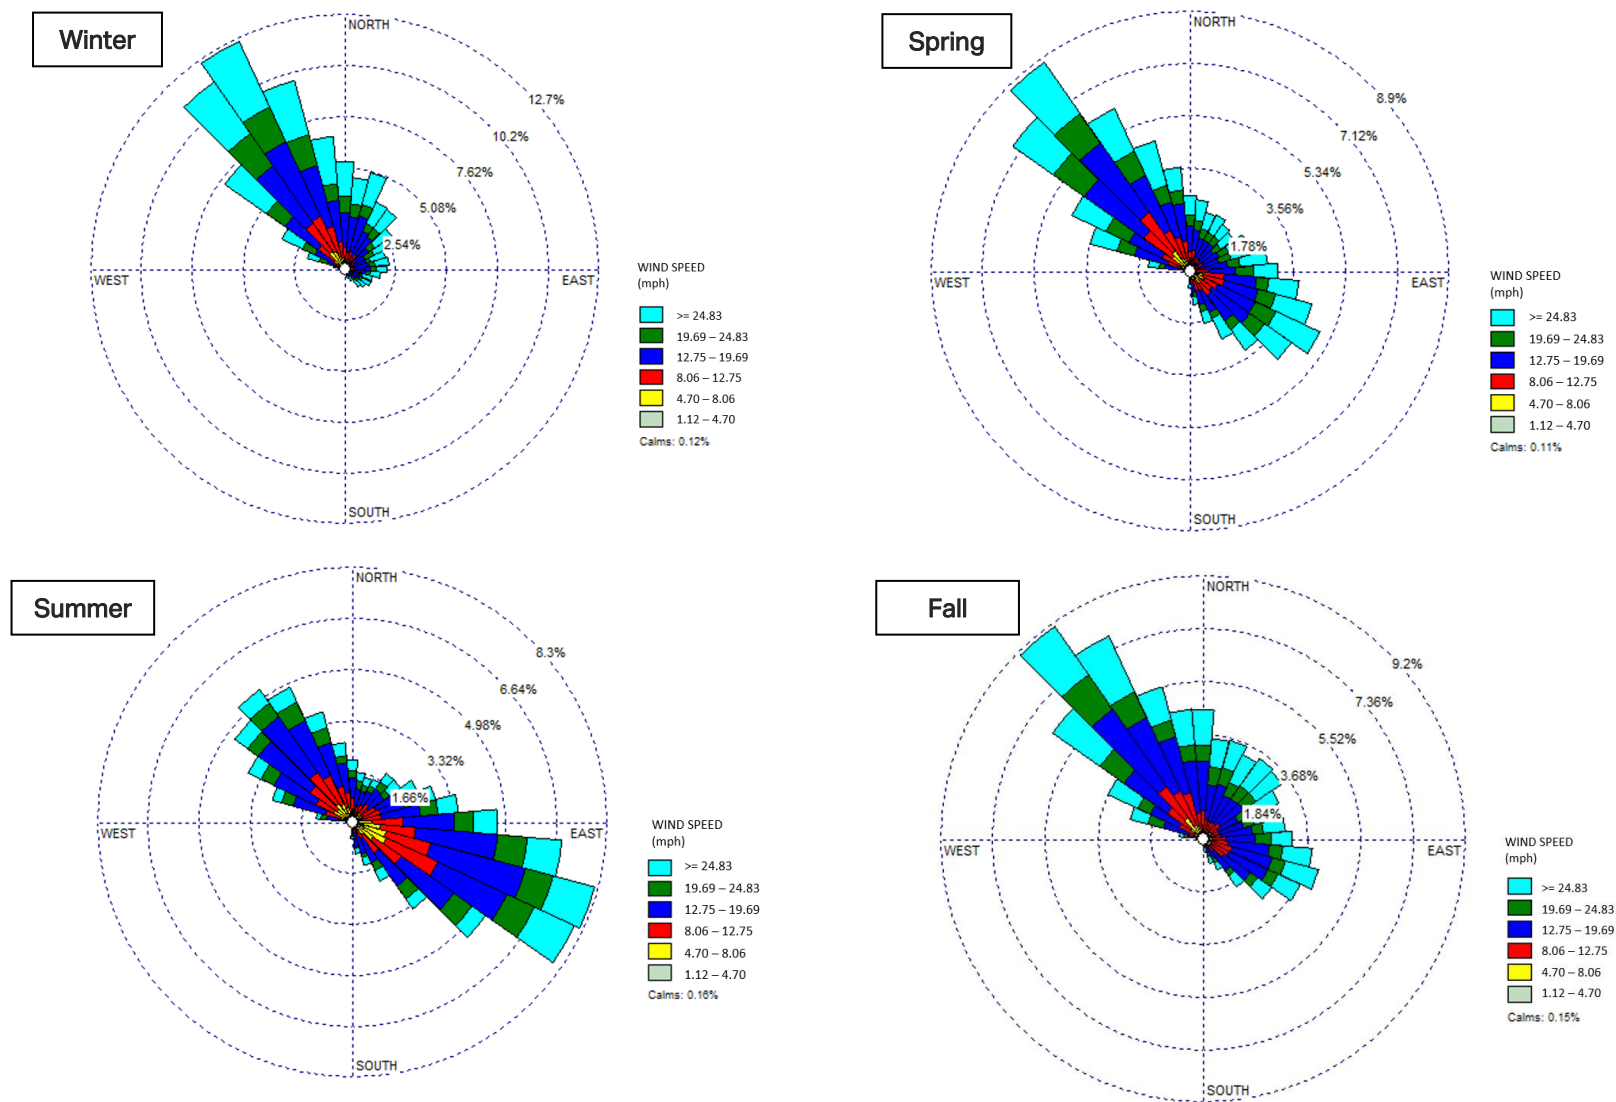 Winter
NORTH
12.7%
10.2%
7.62%
5.08%
2.54%
WEST
EAST
SOUTH
WIND SPEED
(mph)
>= 24.83
19.69 – 24.83
12.75 – 19.69
8.06 – 12.75
4.70 – 8.06
1.12 – 4.70
Calms: 0.12%
Spring
NORTH
8.9%
7.12%
5.34%
3.56%
1.78%
WEST
EAST
SOUTH
WIND SPEED
(mph)
>= 24.83
19.69 – 24.83
12.75 – 19.69
8.06 – 12.75
4.70 – 8.06
1.12 – 4.70
Calms: 0.11%
Summer
NORTH
8.3%
6.64%
4.98%
3.32%
1.66%
WEST
EAST
SOUTH
WIND SPEED
(mph)
>= 24.83
19.69 – 24.83
12.75 – 19.69
8.06 – 12.75
4.70 – 8.06
1.12 – 4.70
Calms: 0.16%
Fall
NORTH
9.2%
7.36%
5.52%
3.68%
1.84%
WEST
EAST
SOUTH
WIND SPEED
(mph)
>= 24.83
19.69 – 24.83
12.75 – 19.69
8.06 – 12.75
4.70 – 8.06
1.12 – 4.70
Calms: 0.15%